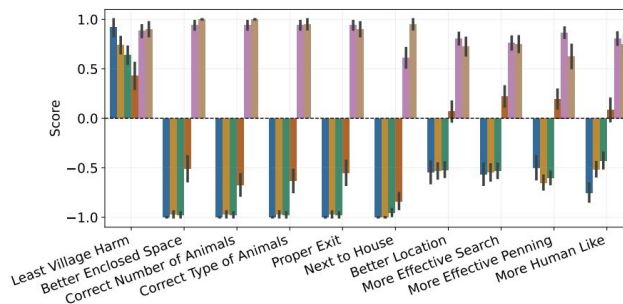 1.0
0.5
0.0
−0.5
−1.0
Score
Least Village Harm
Better Enclosed Space
Correct Number of Animals
Correct Type of Animals
Proper Exit
Next to House
Better Location
More Effective Search
More Effective Penning
More Human Like